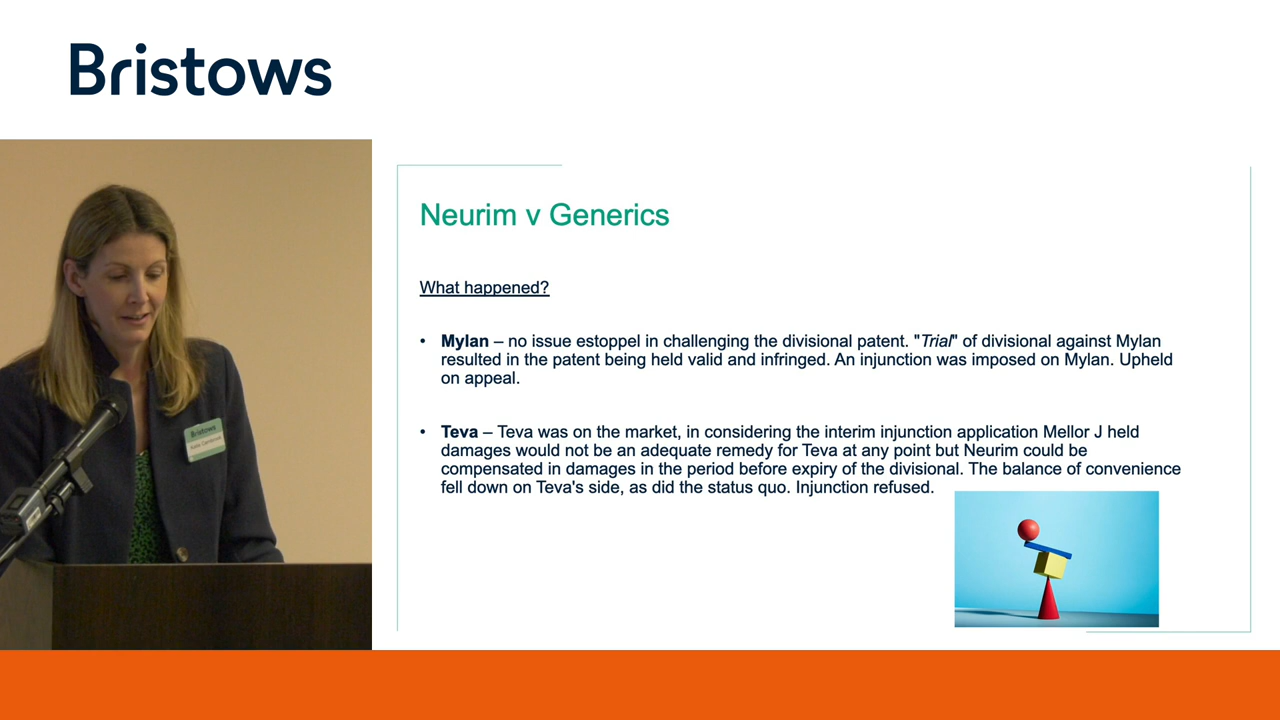 Bristows
Bristows
Neurim v Generics
What happened?
• Mylan – no issue estoppel in challenging the divisional patent. "Trial" of divisional against Mylan
resulted in the patent being held valid and infringed. An injunction was imposed on Mylan. Upheld
on appeal.
• Teva – Teva was on the market, in considering the interim injunction application Mellor J held
damages would not be an adequate remedy for Teva at any point but Neurim could be
compensated in damages in the period before expiry of the divisional. The balance of convenience
fell down on Teva's side, as did the status quo. Injunction refused.